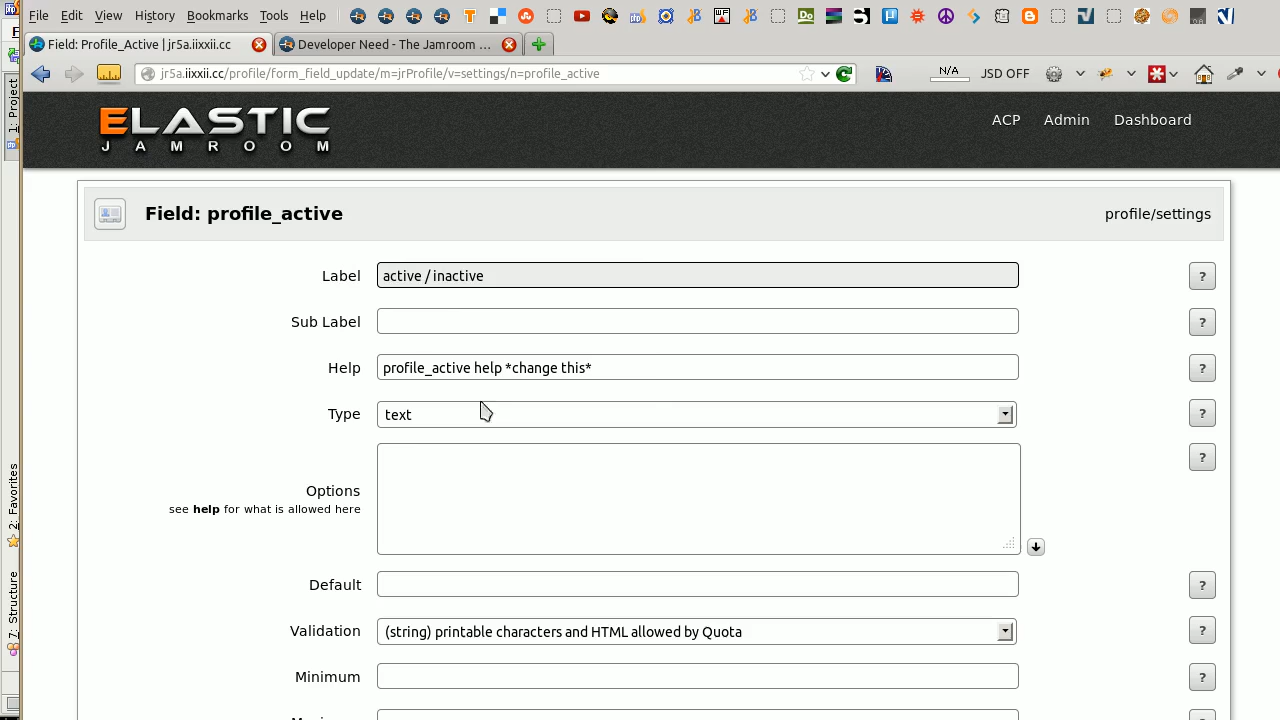 File Edit View History Bookmarks Tools Help
Field: Profile_Active | jr5a.iixxii.cc
Developer Need - The Jamroom ...
jr5a.iixxii.cc/profile/form_field_update/m=jrProfile/v=settings/n=profile_active
N/A
JSD OFF
1: Project
2: Favorites
7: Structure
ELASTIC
JAMROOM
ACP Admin Dashboard
Field: profile_active
profile/settings
Label
active / inactive
?
Sub Label
?
Help
profile_active help *change this*
?
Type
text
?
Options
see help for what is allowed here
?
Default
?
Validation
(string) printable characters and HTML allowed by Quota
?
Minimum
?